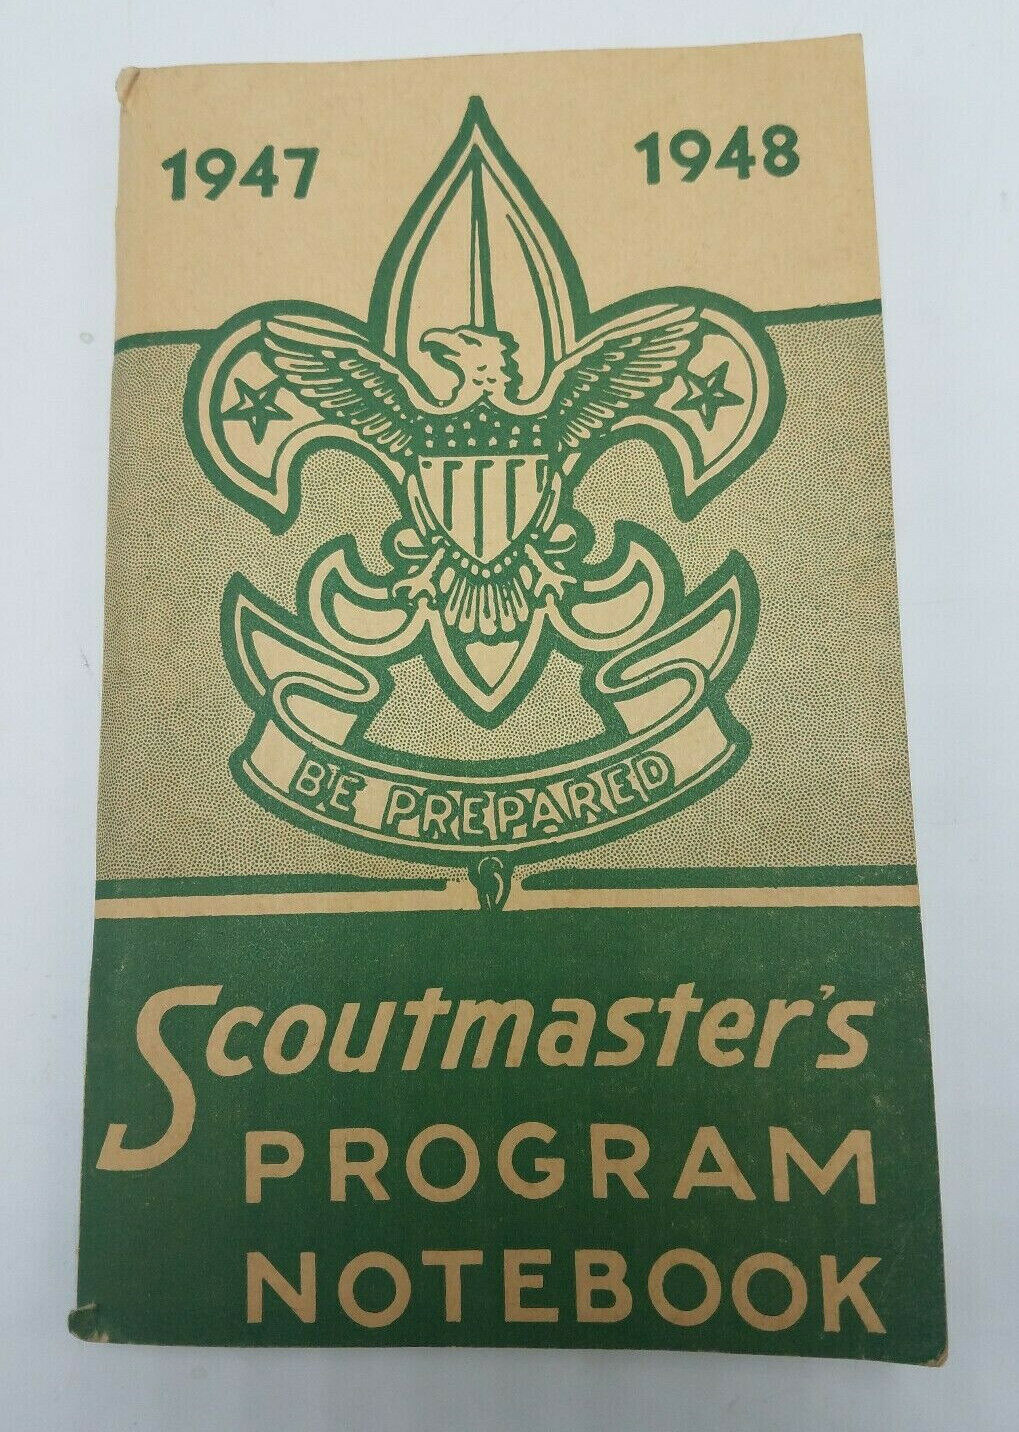 1947 1948
BE PREPARED
Scoutmaster's
PROGRAM
NOTEBOOK